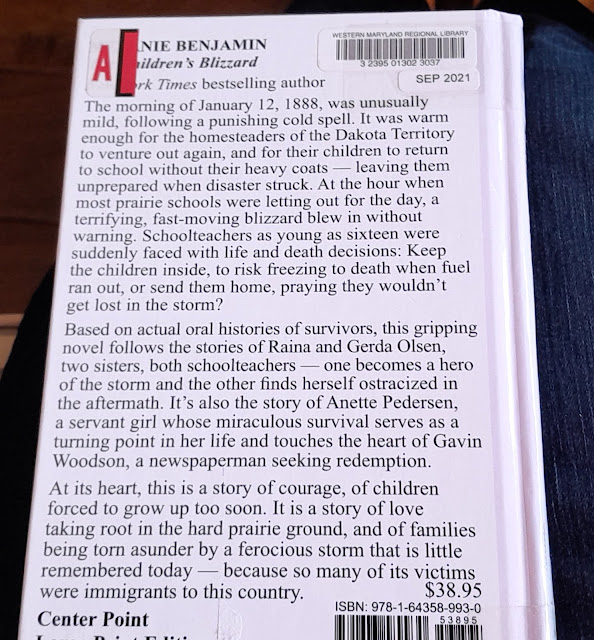 A
NIE BENJAMIN
ildren's Blizzard
rk Times bestselling author
WESTERN MARYLAND REGIONAL LIBRARY
3 2395 01302 3037
SEP 2021
The morning of January 12, 1888, was unusually
mild, following a punishing cold spell. It was warm
enough for the homesteaders of the Dakota Territory
to venture out again, and for their children to return
to school without their heavy coats — leaving them
unprepared when disaster struck. At the hour when
most prairie schools were letting out for the day, a
terrifying, fast-moving blizzard blew in without
warning. Schoolteachers as young as sixteen were
suddenly faced with life and death decisions: Keep
the children inside, to risk freezing to death when fuel
ran out, or send them home, praying they wouldn't
get lost in the storm?
Based on actual oral histories of survivors, this gripping
novel follows the stories of Raina and Gerda Olsen,
two sisters, both schoolteachers — one becomes a hero
of the storm and the other finds herself ostracized in
the aftermath. It's also the story of Anette Pedersen,
a servant girl whose miraculous survival serves as a
turning point in her life and touches the heart of Gavin
Woodson, a newspaperman seeking redemption.
At its heart, this is a story of courage, of children
forced to grow up too soon. It is a story of love
taking root in the hard prairie ground, and of families
being torn asunder by a ferocious storm that is little
remembered today — because so many of its victims
were immigrants to this country.
$38.95
ISBN: 978-1-64358-993-0
53895
Center Point